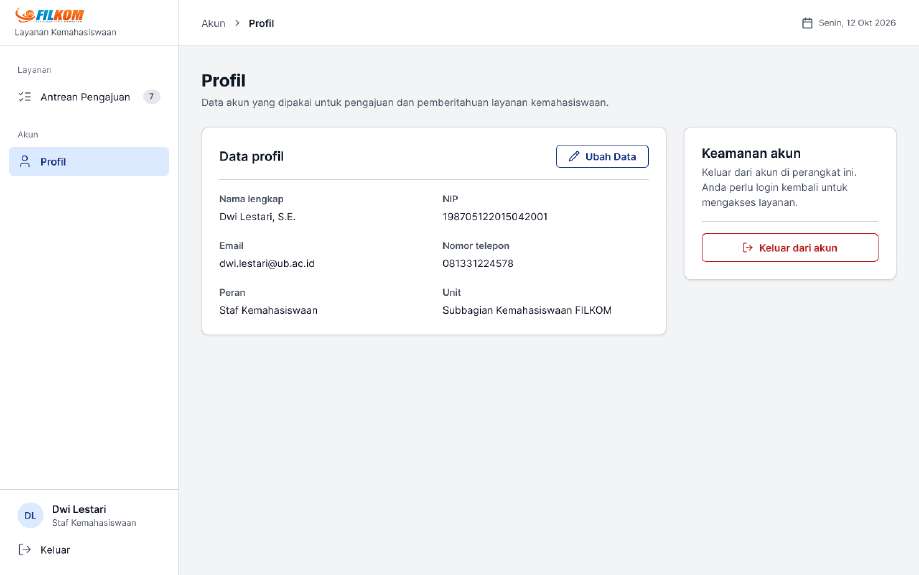 FILKOM
Layanan Kemahasiswaan
Akun > Profil
Senin, 12 Okt 2026
Layanan
Antrean Pengajuan 7
Akun
Profil
Profil
Data akun yang dipakai untuk pengajuan dan pemberitahuan layanan kemahasiswaan.
Data profil
Ubah Data
Nama lengkap
Dwi Lestari, S.E.
NIP
198705122015042001
Email
dwi.lestari@ub.ac.id
Nomor telepon
081331224578
Peran
Staf Kemahasiswaan
Unit
Subbagian Kemahasiswaan FILKOM
Keamanan akun
Keluar dari akun di perangkat ini.
Anda perlu login kembali untuk
mengakses layanan.
Keluar dari akun
DL
Dwi Lestari
Staf Kemahasiswaan
Keluar